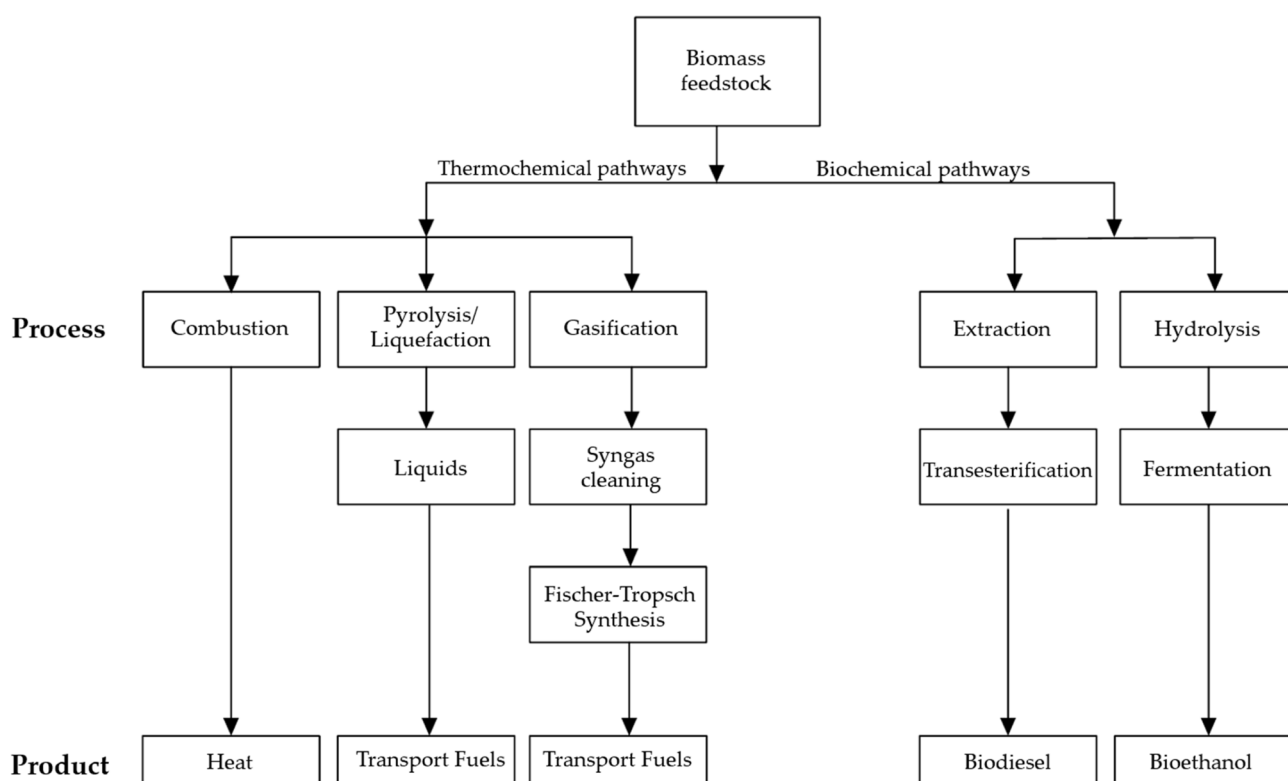 Biomass
feedstock
Thermochemical pathways
Biochemical pathways
Process
Combustion
Pyrolysis/
Liquefaction
Gasification
Extraction
Hydrolysis
Liquids
Syngas
cleaning
Transesterification
Fermentation
Fischer-Tropsch
Synthesis
Product
Heat
Transport Fuels
Transport Fuels
Biodiesel
Bioethanol